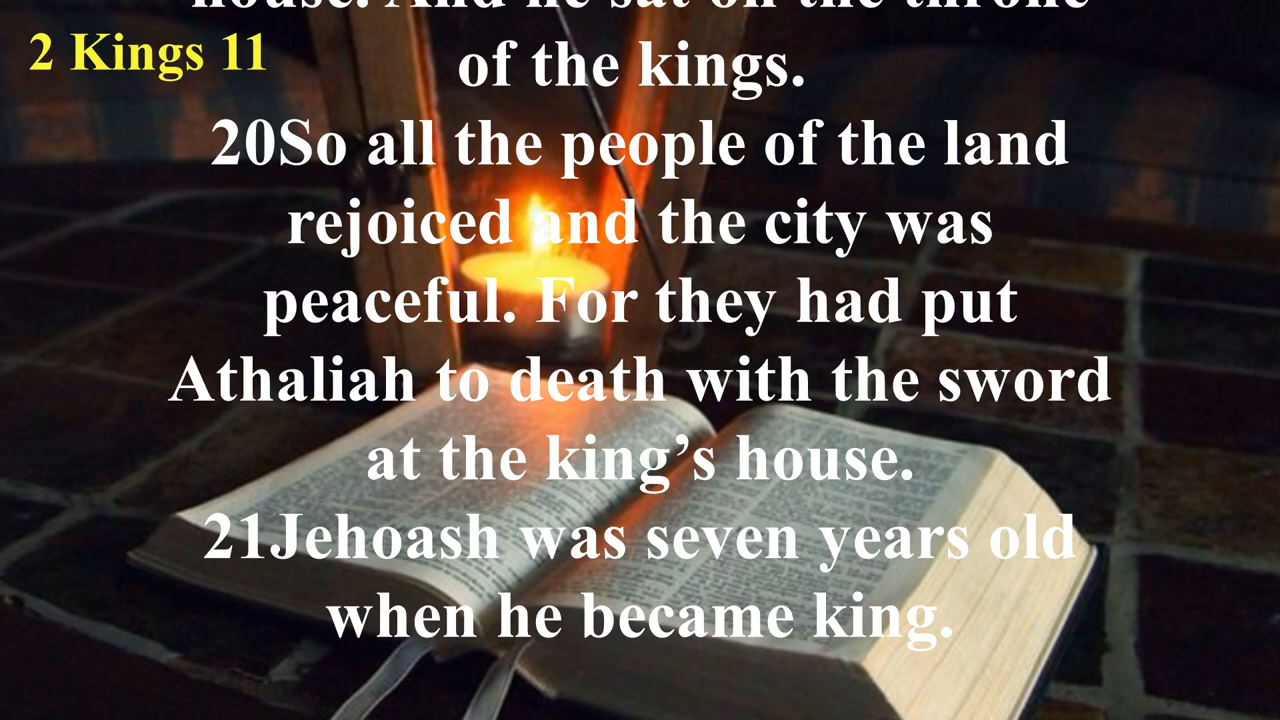 house. And he sat on the throne
2 Kings 11
of the kings.
20So all the people of the land
rejoiced and the city was
peaceful. For they had put
Athaliah to death with the sword
at the king’s house.
21Jehoash was seven years old
when he became king.